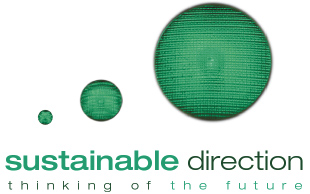 sustainable direction
thinking of the future